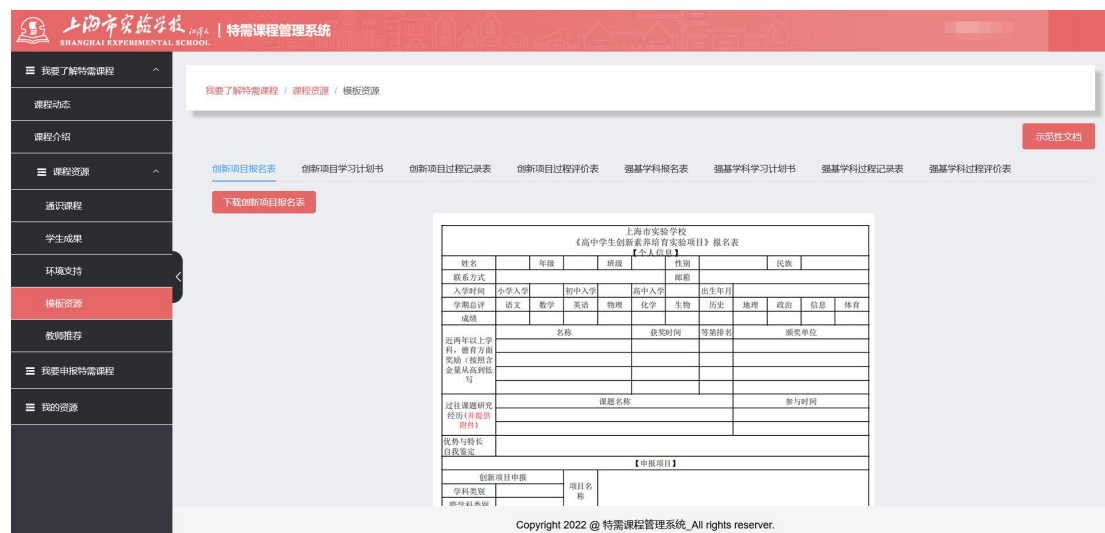 上海市实验学校 | 特需课程管理系统
SHANGHAI EXPERIMENTAL SCHOOL
我要了解特需课程
课程动态
课程介绍
课程资源
通识课程
学生成果
环境支持
模板资源
教师推荐
我要申报特需课程
我的资源
我要了解特需课程 / 课程资源 / 模板资源
示范性文档
创新项目报名表 创新项目学习计划书 创新项目过程记录表 创新项目过程评价表 强基学科报名表 强基学科学习计划书 强基学科过程记录表 强基学科过程评价表
下载创新项目报名表
上海市实验学校
《高中学生创新素养培育实验项目》报名表
【个人信息】
姓名 年级 班级 性别 民族
联系方式 邮箱
入学时间 小学入学 初中入学 高中入学 出生年月
学期总评 语文 数学 英语 物理 化学 生物 历史 地理 政治 信息 体育
成绩
近两年以上学
科，德育方面
奖励（按照含
金量从高到低
写
名称 获奖时间 等第排名 颁奖单位
过往课题研究
经历(并提供
附件)
课题名称 参与时间
优势与特长
自我鉴定
【申报项目】
创新项目申报
项目名
称
学科类别
跨学科类别
Copyright 2022 @ 特需课程管理系统_All rights reserver.